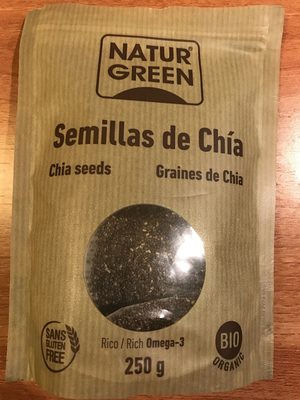 NATUR
GREEN
Semillas de Chía
Chia seeds
Graines de Chia
SANS
GLUTEN
FREE
Rico / Rich Omega-3
250 g
BIO
ORGANIC